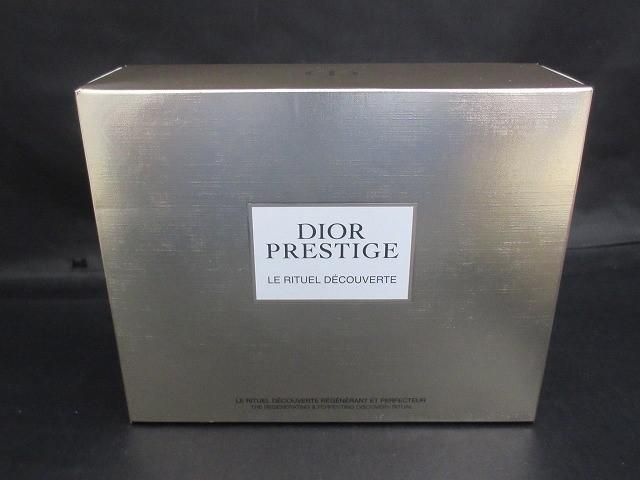 DIOR
PRESTIGE
LE RITUEL DÉCOUVERTE
LE RITUEL DÉCOUVERTE RÉGÉNÉRANT ET PERFECTEUR
THE REGENERATING & PERFECTING DISCOVERY RITUAL